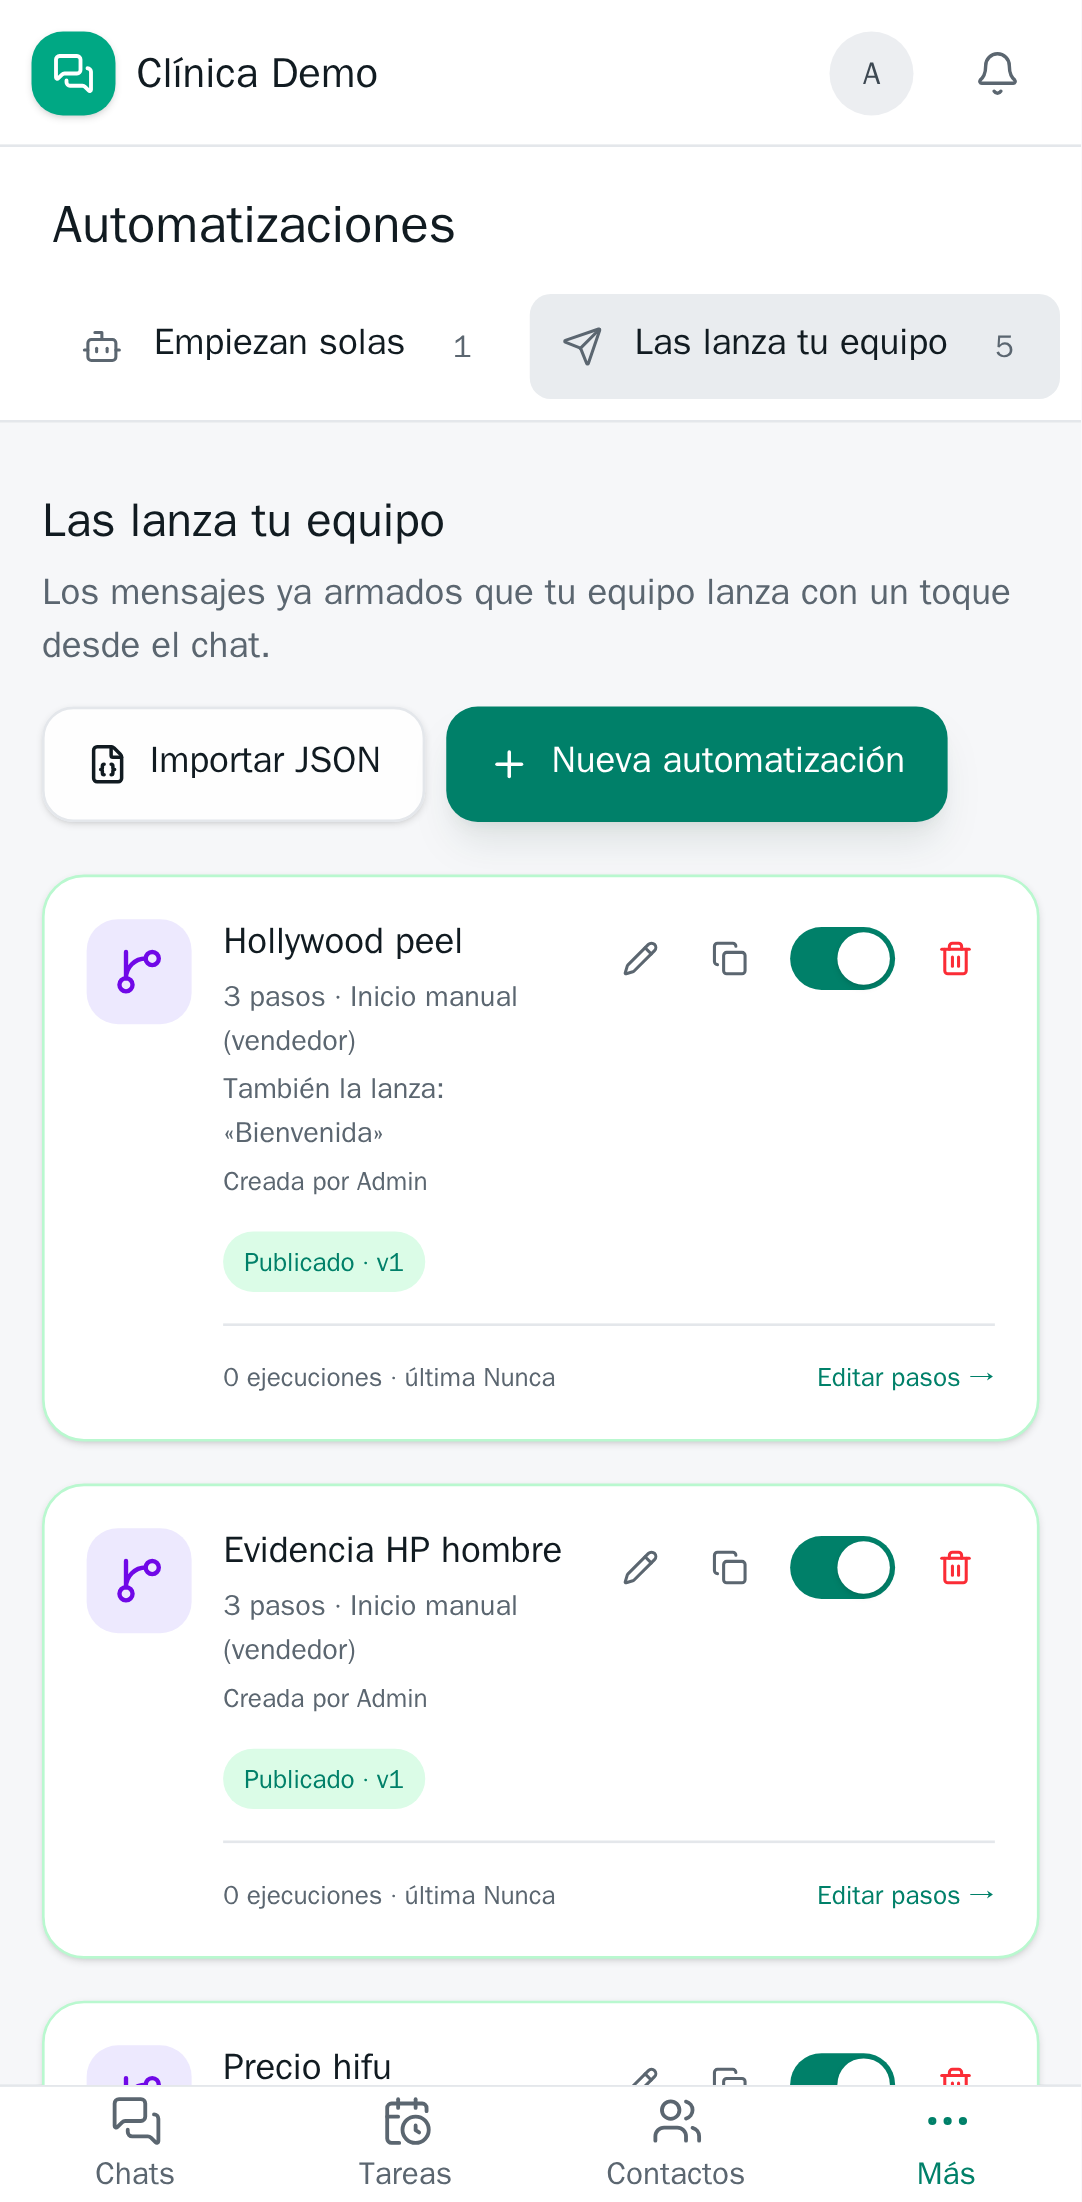 Clínica Demo
A
Automatizaciones
Empiezan solas 1
Las lanza tu equipo 5
Las lanza tu equipo
Los mensajes ya armados que tu equipo lanza con un toque
desde el chat.
Importar JSON
+ Nueva automatización
Hollywood peel
3 pasos · Inicio manual
(vendedor)
También la lanza:
«Bienvenida»
Creada por Admin
Publicado · v1
0 ejecuciones · última Nunca
Editar pasos →
Evidencia HP hombre
3 pasos · Inicio manual
(vendedor)
Creada por Admin
Publicado · v1
0 ejecuciones · última Nunca
Editar pasos →
Precio hifu
Chats
Tareas
Contactos
Más